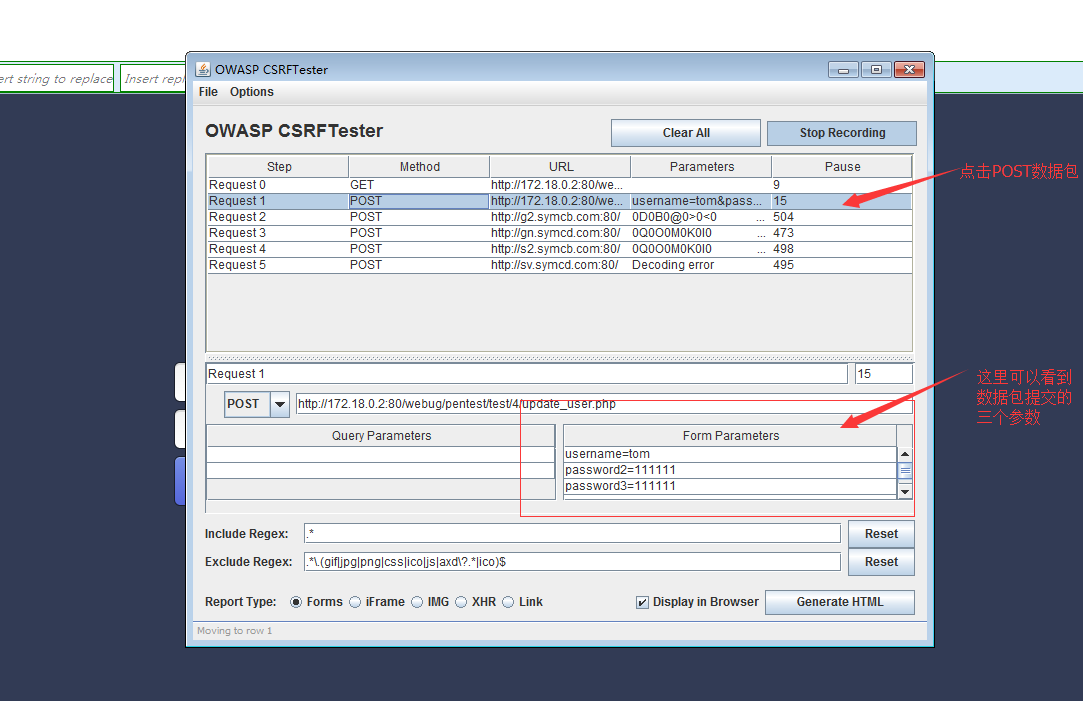 ert string to replace
Insert repl
OWASP CSRFTester
File Options
OWASP CSRFTester
Clear All
Stop Recording
Step Method URL Parameters Pause
Request 0 GET http://172.18.0.2:80/we... 9
Request 1 POST http://172.18.0.2:80/we... username=tom&pass... 15
Request 2 POST http://g2.symcb.com:80/ 0D0B0@0>0<0 ... 504
Request 3 POST http://gn.symcd.com:80/ 0Q0O0M0K0I0 ... 473
Request 4 POST http://s2.symcb.com:80/ 0Q0O0M0K0I0 ... 498
Request 5 POST http://sv.symcd.com:80/ Decoding error 495
点击POST数据包
Request 1 15
POST http://172.18.0.2:80/webug/pentest/test/4/update_user.php
这里可以看到
数据包提交的
三个参数
Query Parameters
Form Parameters
username=tom
password2=111111
password3=111111
Include Regex: .* Reset
Exclude Regex: .*\.(gif|jpg|png|css|ico|js|axd\?.*|ico)$ Reset
Report Type: Forms iFrame IMG XHR Link Display in Browser Generate HTML
Moving to row 1